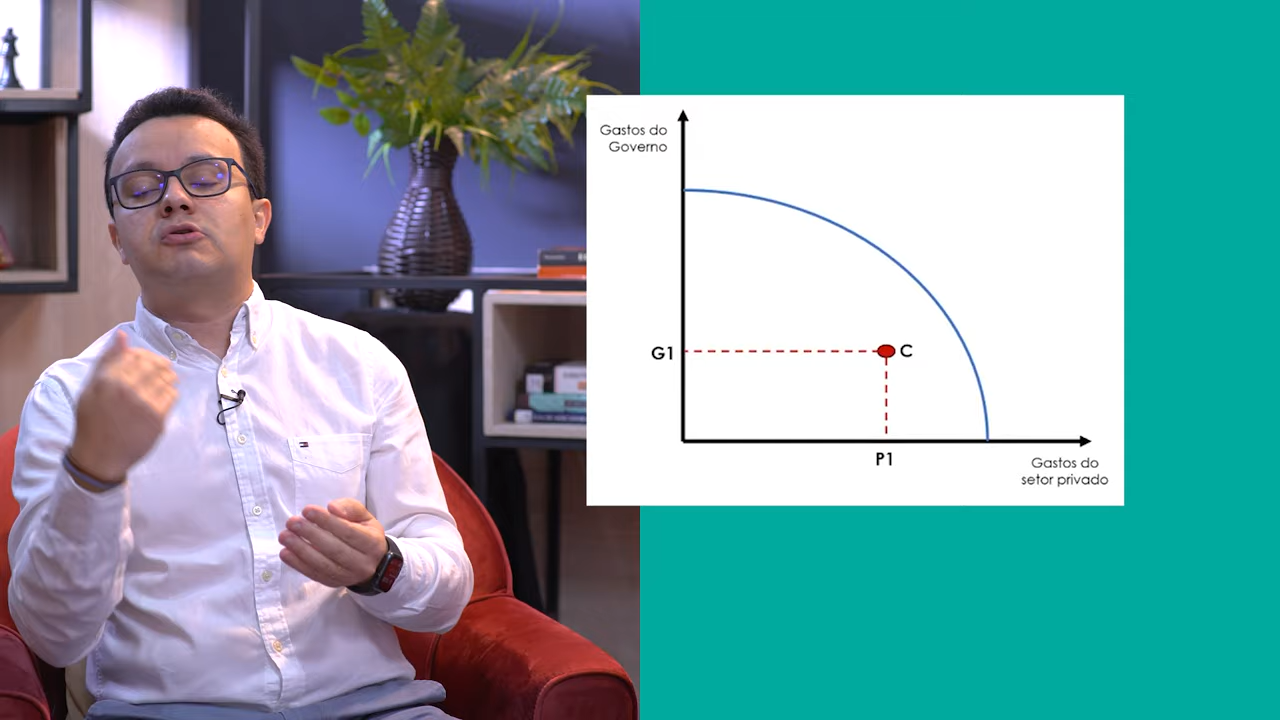 Gastos do
Governo
G1
C
P1
Gastos do
setor privado